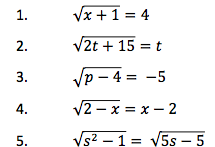 1. √(x + 1) = 4
2. √(2t + 15) = t
3. √(p − 4) = −5
4. √(2 − x) = x − 2
5. √(s² − 1) = √(5s − 5)